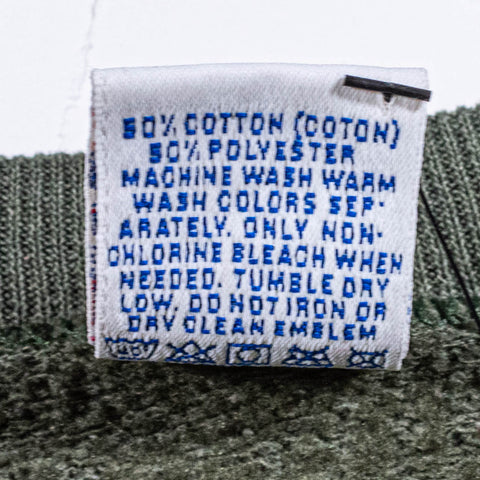 50% COTTON (COTON)
50% POLYESTER
MACHINE WASH WARM
WASH COLORS SEP-
ARATELY. ONLY NON-
CHLORINE BLEACH WHEN
NEEDED. TUMBLE DRY
LOW. DO NOT IRON OR
DRY CLEAN EMBLEM